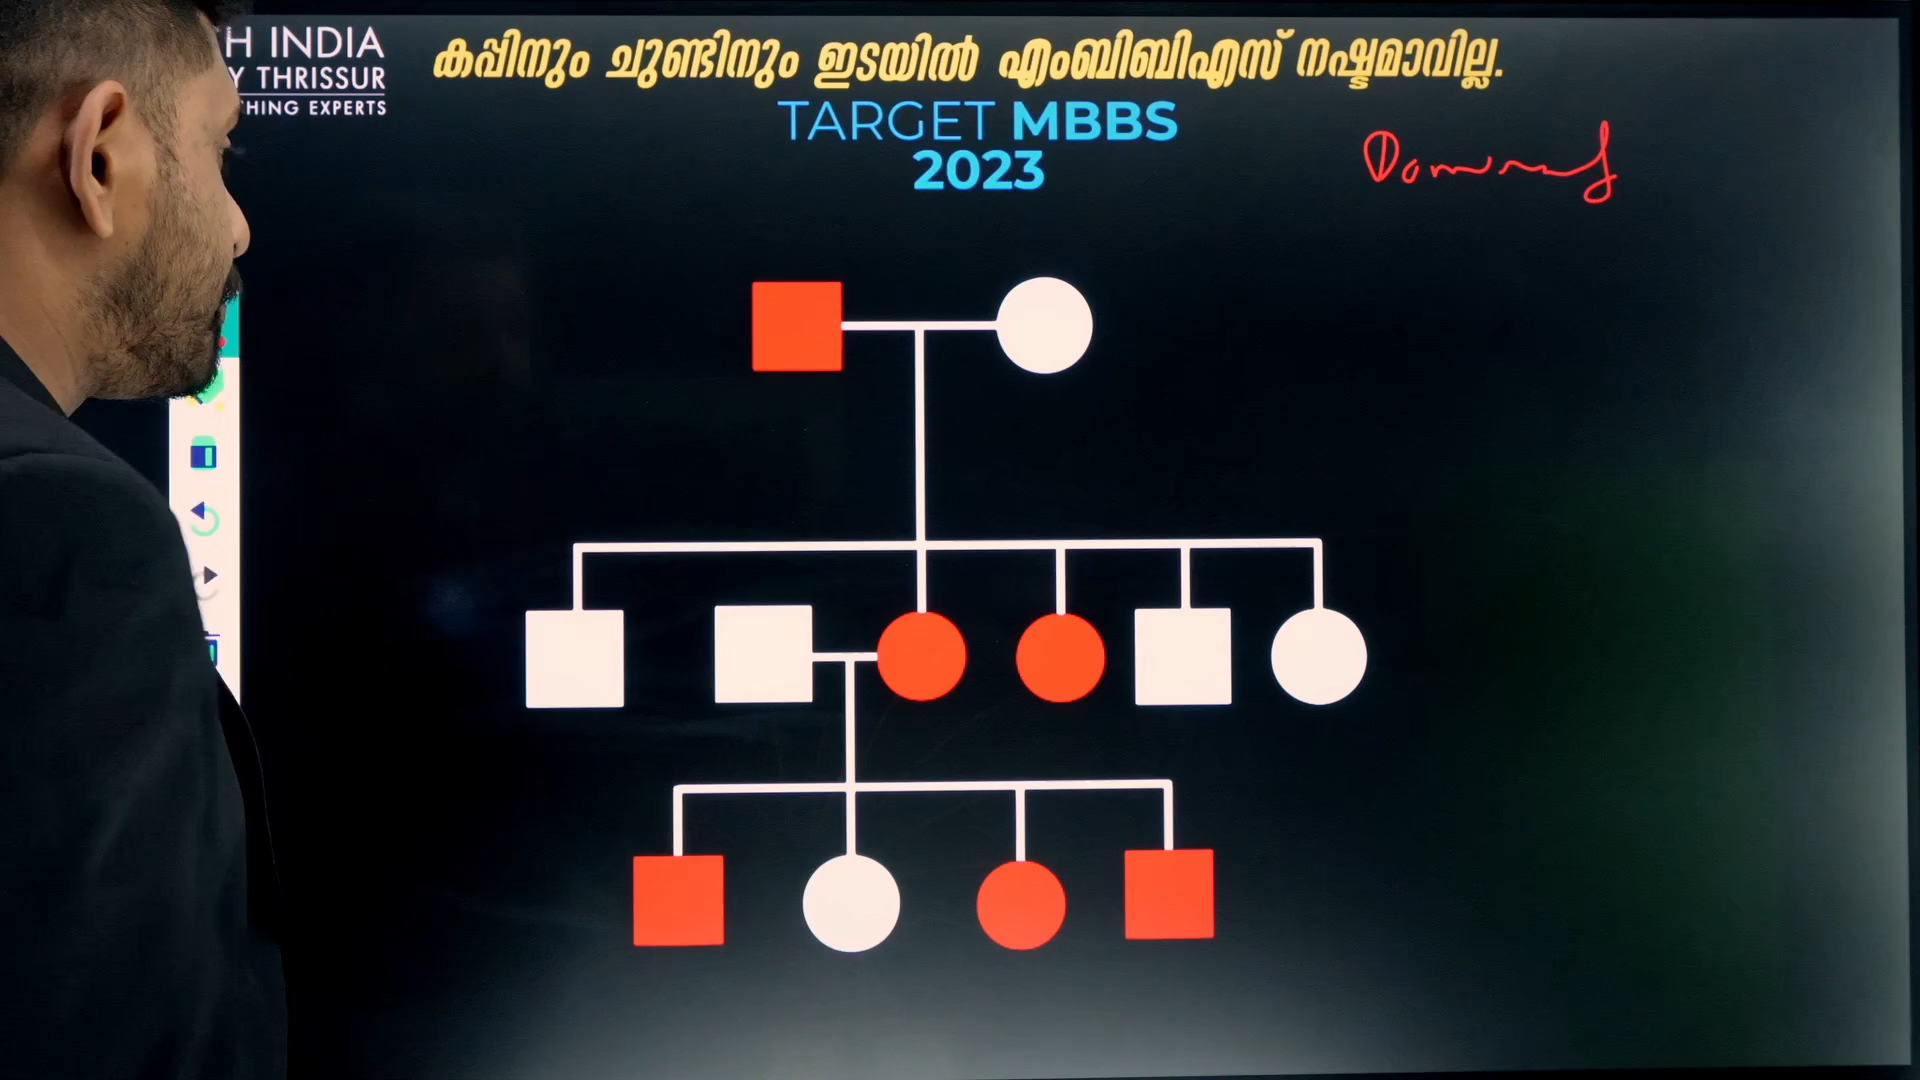 H INDIA
Y THRISSUR
HING EXPERTS
കപ്പിനും ചുണ്ടിനും ഇടയിൽ എംബിബിഎസ് നഷ്ടമാവില്ല.
TARGET MBBS
2023